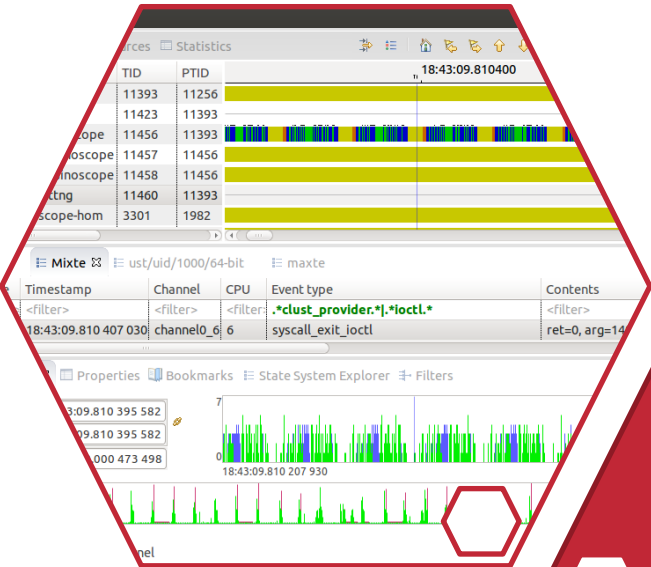 rces Statistics
TID PTID 18:43:09.810400
11393 11256
11423 11393
cope 11456 11393
oscope 11457 11456
inoscope 11458 11456
ttng 11460 11393
scope-hom 3301 1982
Mixte ust/uid/1000/64-bit maxte
e Timestamp Channel CPU Event type Contents
<filter> <filter> <filter> .*clust_provider.*|.*ioctl.* <filter>
18:43:09.810 407 030 channel0_6 6 syscall_exit_ioctl ret=0, arg=14
Properties Bookmarks State System Explorer Filters
3:09.810 395 582 7
09.810 395 582
.000 473 498 0
18:43:09.810 207 930
nel